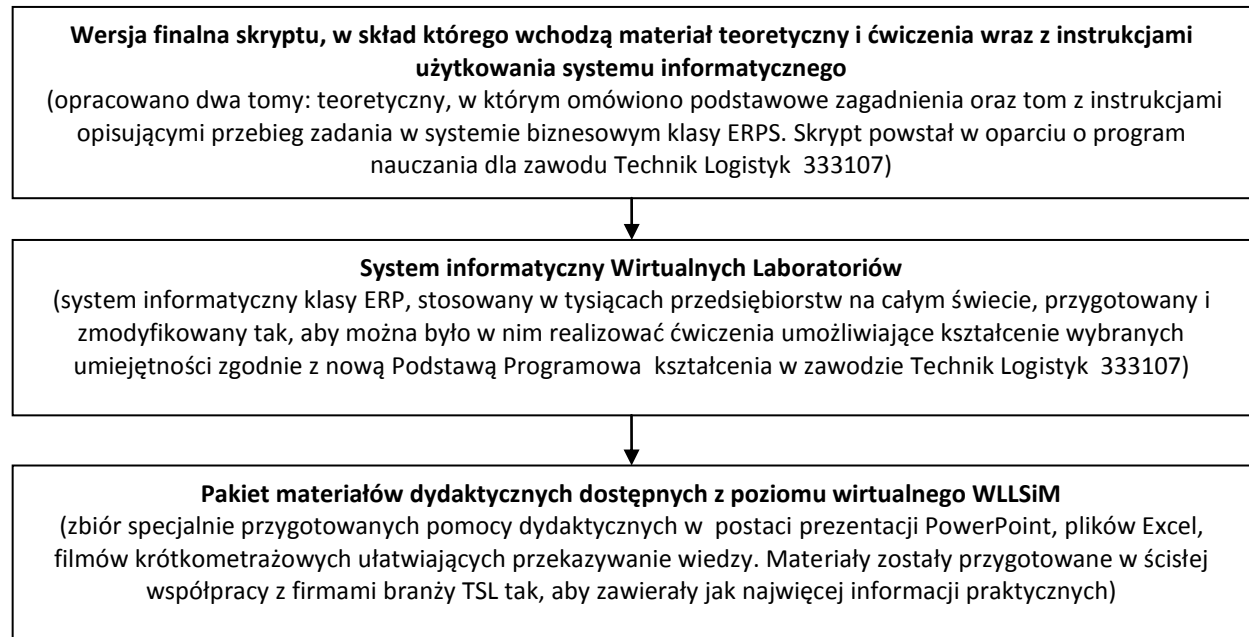 Wersja finalna skryptu, w skład którego wchodzą materiał teoretyczny i ćwiczenia wraz z instrukcjami
użytkowania systemu informatycznego
(opracowano dwa tomy: teoretyczny, w którym omówiono podstawowe zagadnienia oraz tom z instrukcjami
opisującymi przebieg zadania w systemie biznesowym klasy ERPS. Skrypt powstał w oparciu o program
nauczania dla zawodu Technik Logistyk  333107)
System informatyczny Wirtualnych Laboratoriów
(system informatyczny klasy ERP, stosowany w tysiącach przedsiębiorstw na całym świecie, przygotowany i
zmodyfikowany tak, aby można było w nim realizować ćwiczenia umożliwiające kształcenie wybranych
umiejętności zgodnie z nową Podstawą Programowa  kształcenia w zawodzie Technik Logistyk  333107)
Pakiet materiałów dydaktycznych dostępnych z poziomu wirtualnego WLLSiM
(zbiór specjalnie przygotowanych pomocy dydaktycznych w  postaci prezentacji PowerPoint, plików Excel,
filmów krótkometrażowych ułatwiających przekazywanie wiedzy. Materiały zostały przygotowane w ścisłej
współpracy z firmami branży TSL tak, aby zawierały jak najwięcej informacji praktycznych)